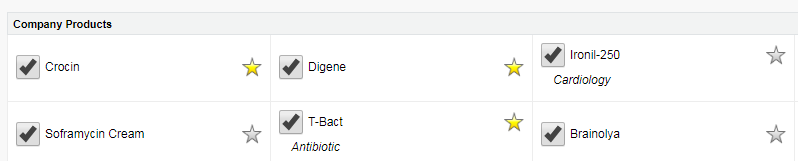 Company Products
Crocin
Digene
Ironil-250
Cardiology
Soframycin Cream
T-Bact
Antibiotic
Brainolya